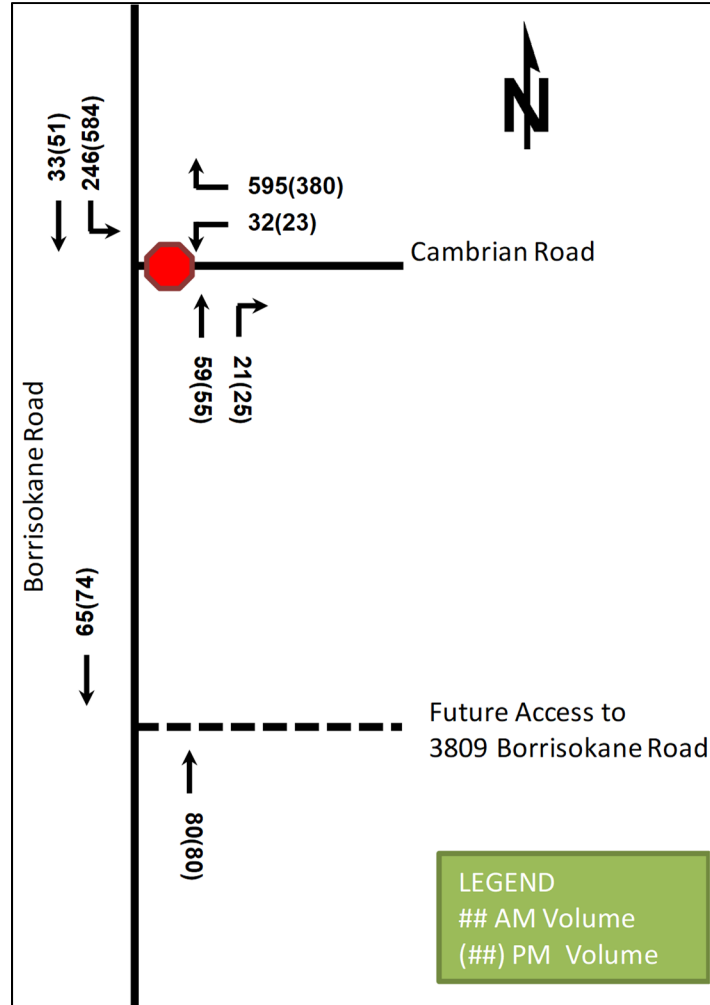 N
33(51)
246(584)
595(380)
32(23)
Cambrian Road
59(55)
21(25)
Borrisokane Road
65(74)
Future Access to
3809 Borrisokane Road
80(80)
LEGEND
## AM Volume
(##) PM Volume